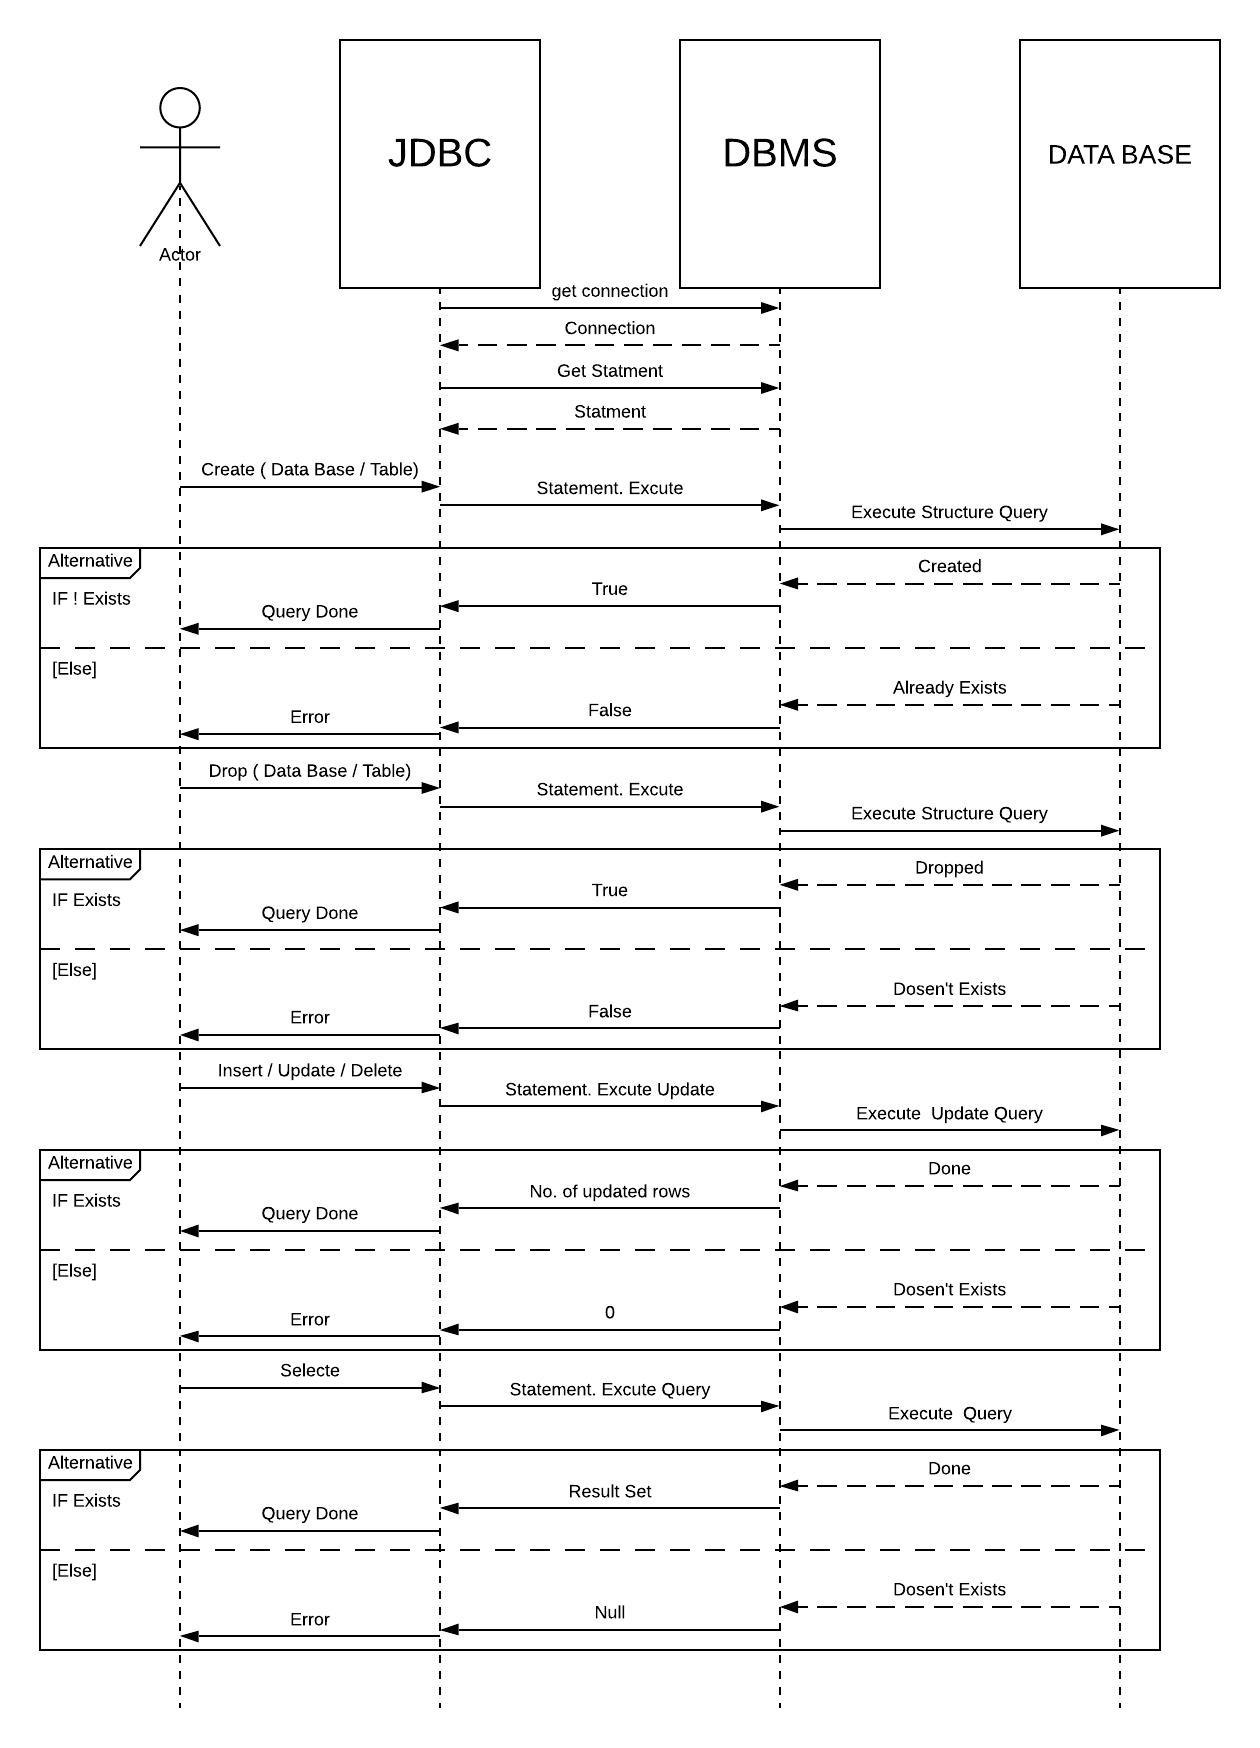 JDBC
DBMS
DATA BASE
Actor
get connection
Connection
Get Statment
Statment
Create ( Data Base / Table)
Statement. Excute
Execute Structure Query
Alternative
Created
IF ! Exists
True
Query Done
[Else]
Already Exists
False
Error
Drop ( Data Base / Table)
Statement. Excute
Execute Structure Query
Alternative
Dropped
IF Exists
True
Query Done
[Else]
Dosen't Exists
False
Error
Insert / Update / Delete
Statement. Excute Update
Execute  Update Query
Alternative
Done
IF Exists
No. of updated rows
Query Done
[Else]
Dosen't Exists
0
Error
Selecte
Statement. Excute Query
Execute  Query
Alternative
Done
IF Exists
Result Set
Query Done
[Else]
Dosen't Exists
Null
Error